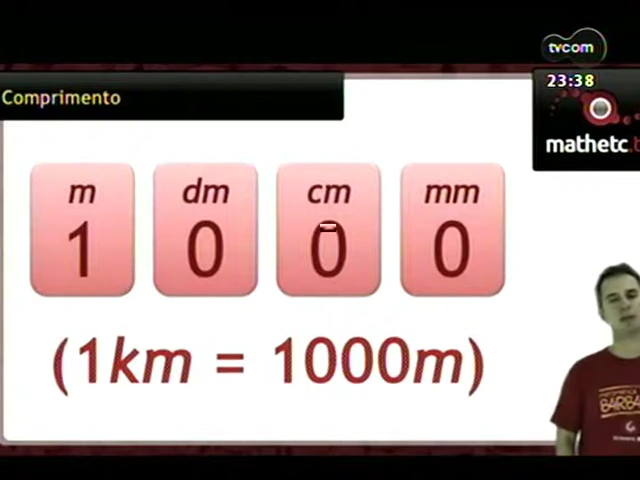 tvcom
23:38
Comprimento
mathetc.
m dm cm mm
1 0 0 0
(1km = 1000m)